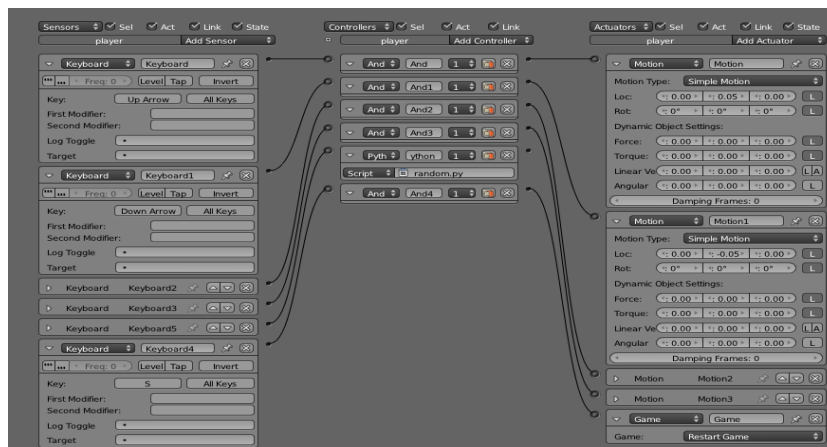 Sensors Sel Act Link State
player Add Sensor
Keyboard Keyboard
Freq: 0 Level Tap Invert
Key: Up Arrow All Keys
First Modifier:
Second Modifier:
Log Toggle
Target
Keyboard Keyboard1
Freq: 0 Level Tap Invert
Key: Down Arrow All Keys
First Modifier:
Second Modifier:
Log Toggle
Target
Keyboard Keyboard2
Keyboard Keyboard3
Keyboard Keyboard5
Keyboard Keyboard4
Freq: 0 Level Tap Invert
Key: S All Keys
First Modifier:
Second Modifier:
Log Toggle
Target
Controllers Sel Act Link
player Add Controller
And And 1
And And1 1
And And2 1
And And3 1
Pyth ython 1
Script random.py
And And4 1
Actuators Sel Act Link State
player Add Actuator
Motion Motion
Motion Type: Simple Motion
Loc: 0.00 0.05 0.00 L
Rot: 0° 0° 0° L
Dynamic Object Settings:
Force: 0.00 0.00 0.00 L
Torque: 0.00 0.00 0.00 L
Linear Ve 0.00 0.00 0.00 L A
Angular 0.00 0.00 0.00 L
Damping Frames: 0
Motion Motion1
Motion Type: Simple Motion
Loc: 0.00 -0.05 0.00 L
Rot: 0° 0° 0° L
Dynamic Object Settings:
Force: 0.00 0.00 0.00 L
Torque: 0.00 0.00 0.00 L
Linear Ve 0.00 0.00 0.00 L A
Angular 0.00 0.00 0.00 L
Damping Frames: 0
Motion Motion2
Motion Motion3
Game Game
Game: Restart Game